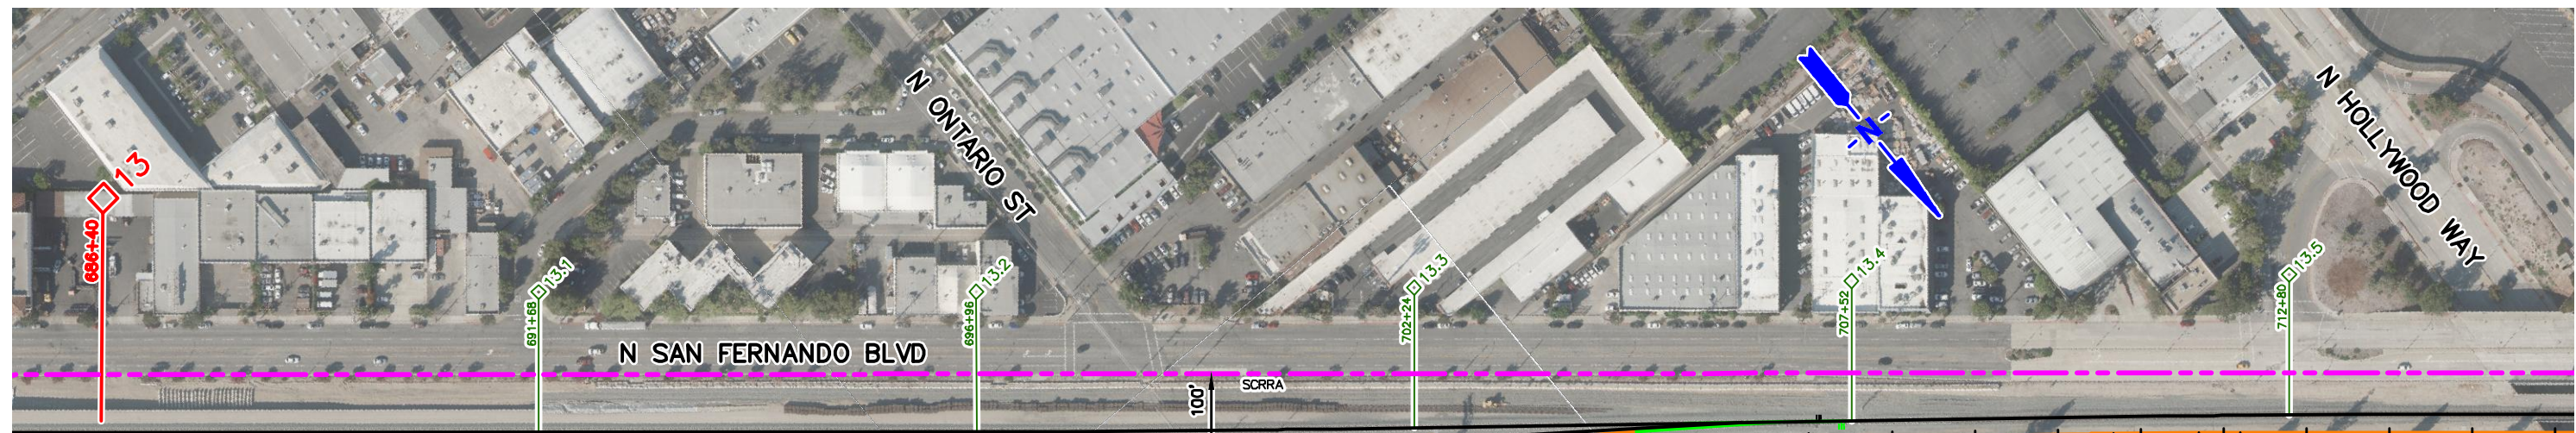 13
686+40
13.1
691+68
N SAN FERNANDO BLVD
N ONTARIO ST
13.2
696+96
100'
SCRRA
13.3
702+24
N
13.4
707+52
N HOLLYWOOD WAY
13.5
712+80